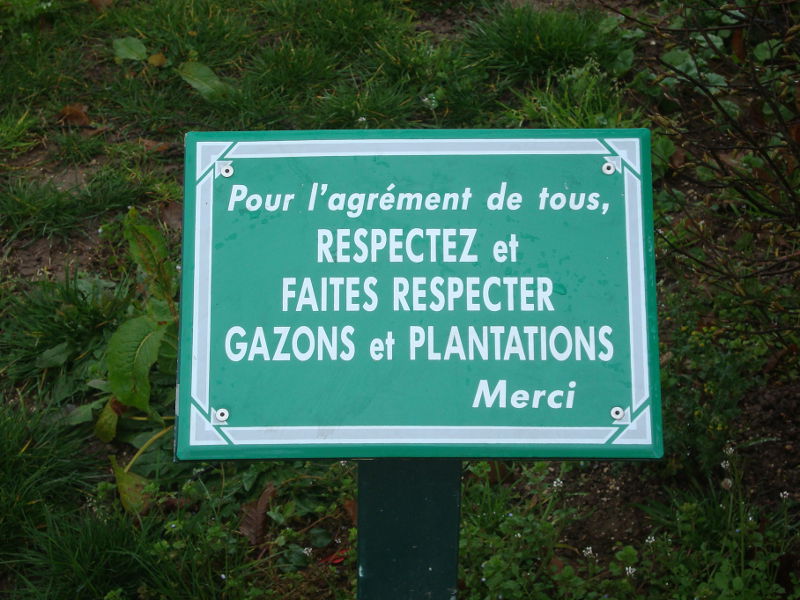 Pour l'agrément de tous,
RESPECTEZ et
FAITES RESPECTER
GAZONS et PLANTATIONS
Merci